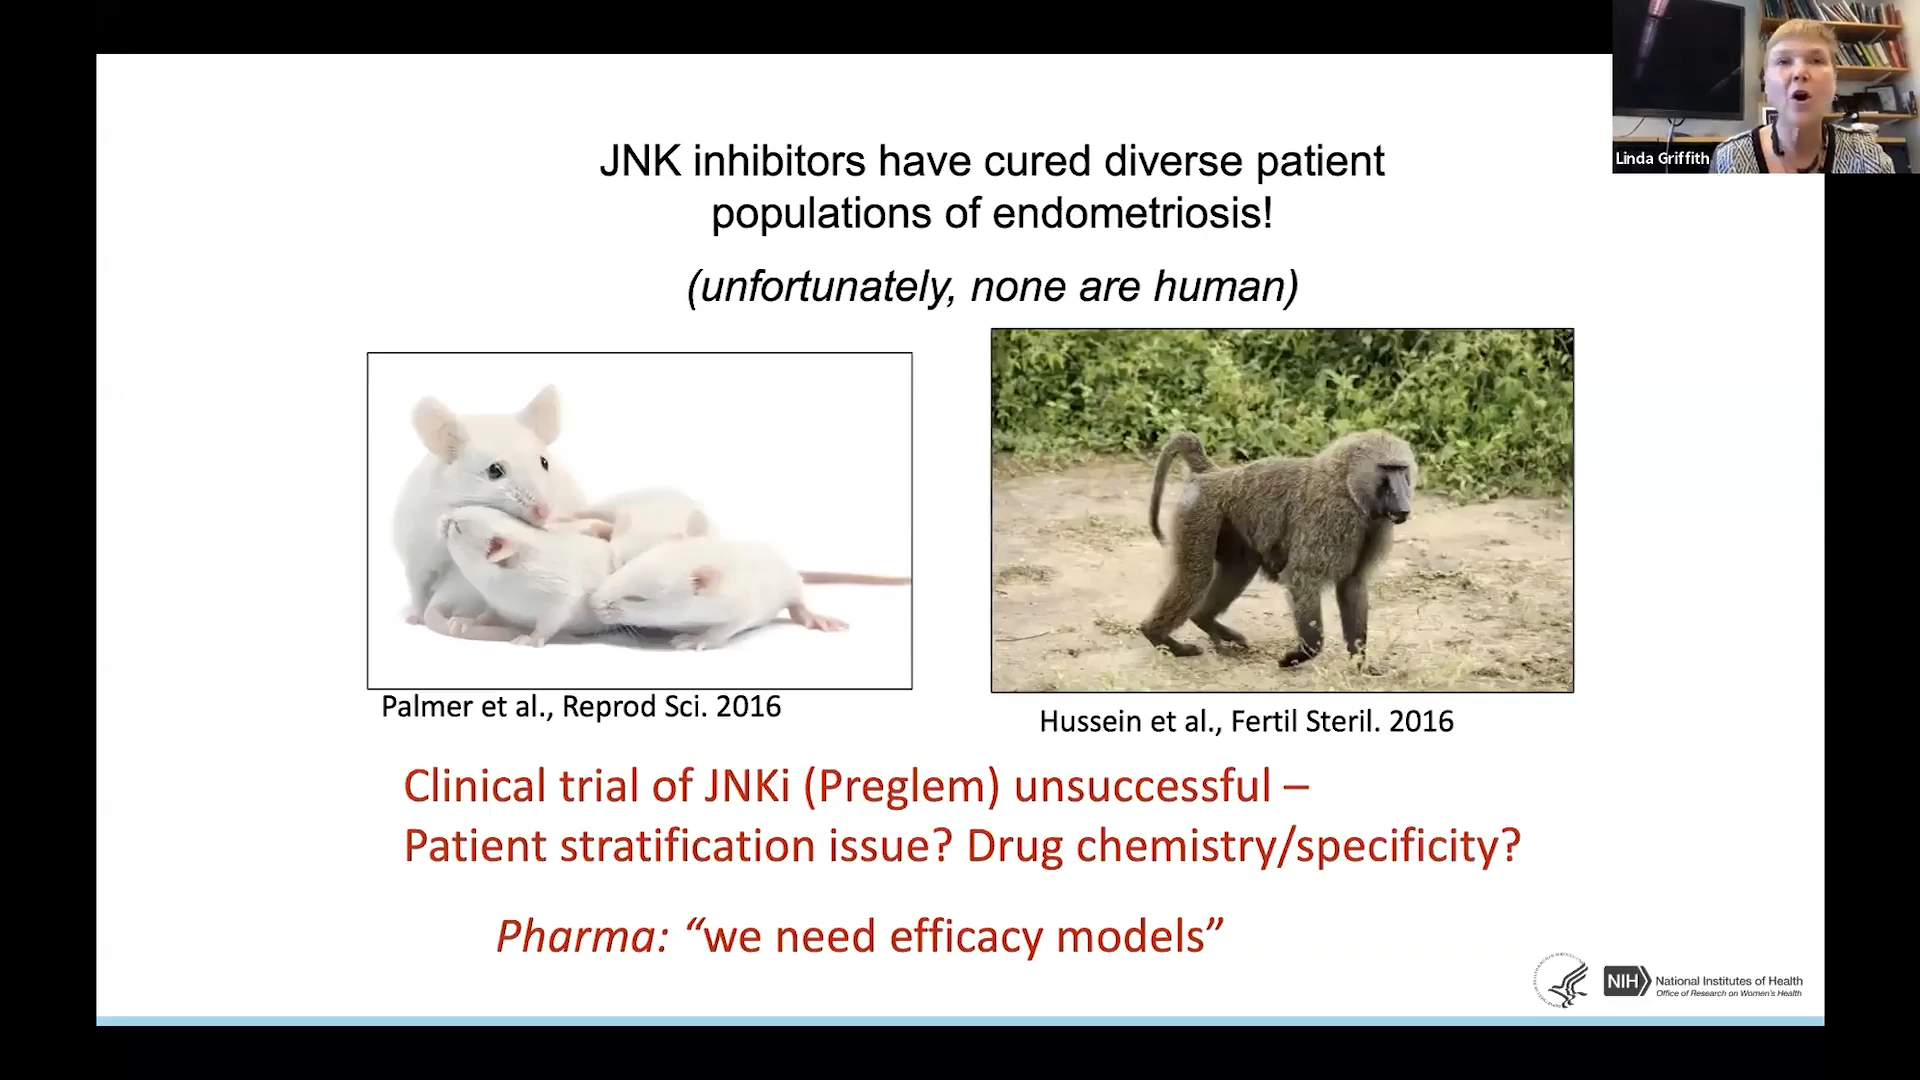 Linda Griffith
JNK inhibitors have cured diverse patient
populations of endometriosis!
(unfortunately, none are human)
Palmer et al., Reprod Sci. 2016
Hussein et al., Fertil Steril. 2016
Clinical trial of JNKi (Preglem) unsuccessful –
Patient stratification issue? Drug chemistry/specificity?
Pharma: “we need efficacy models”
NIH National Institutes of Health
Office of Research on Women's Health